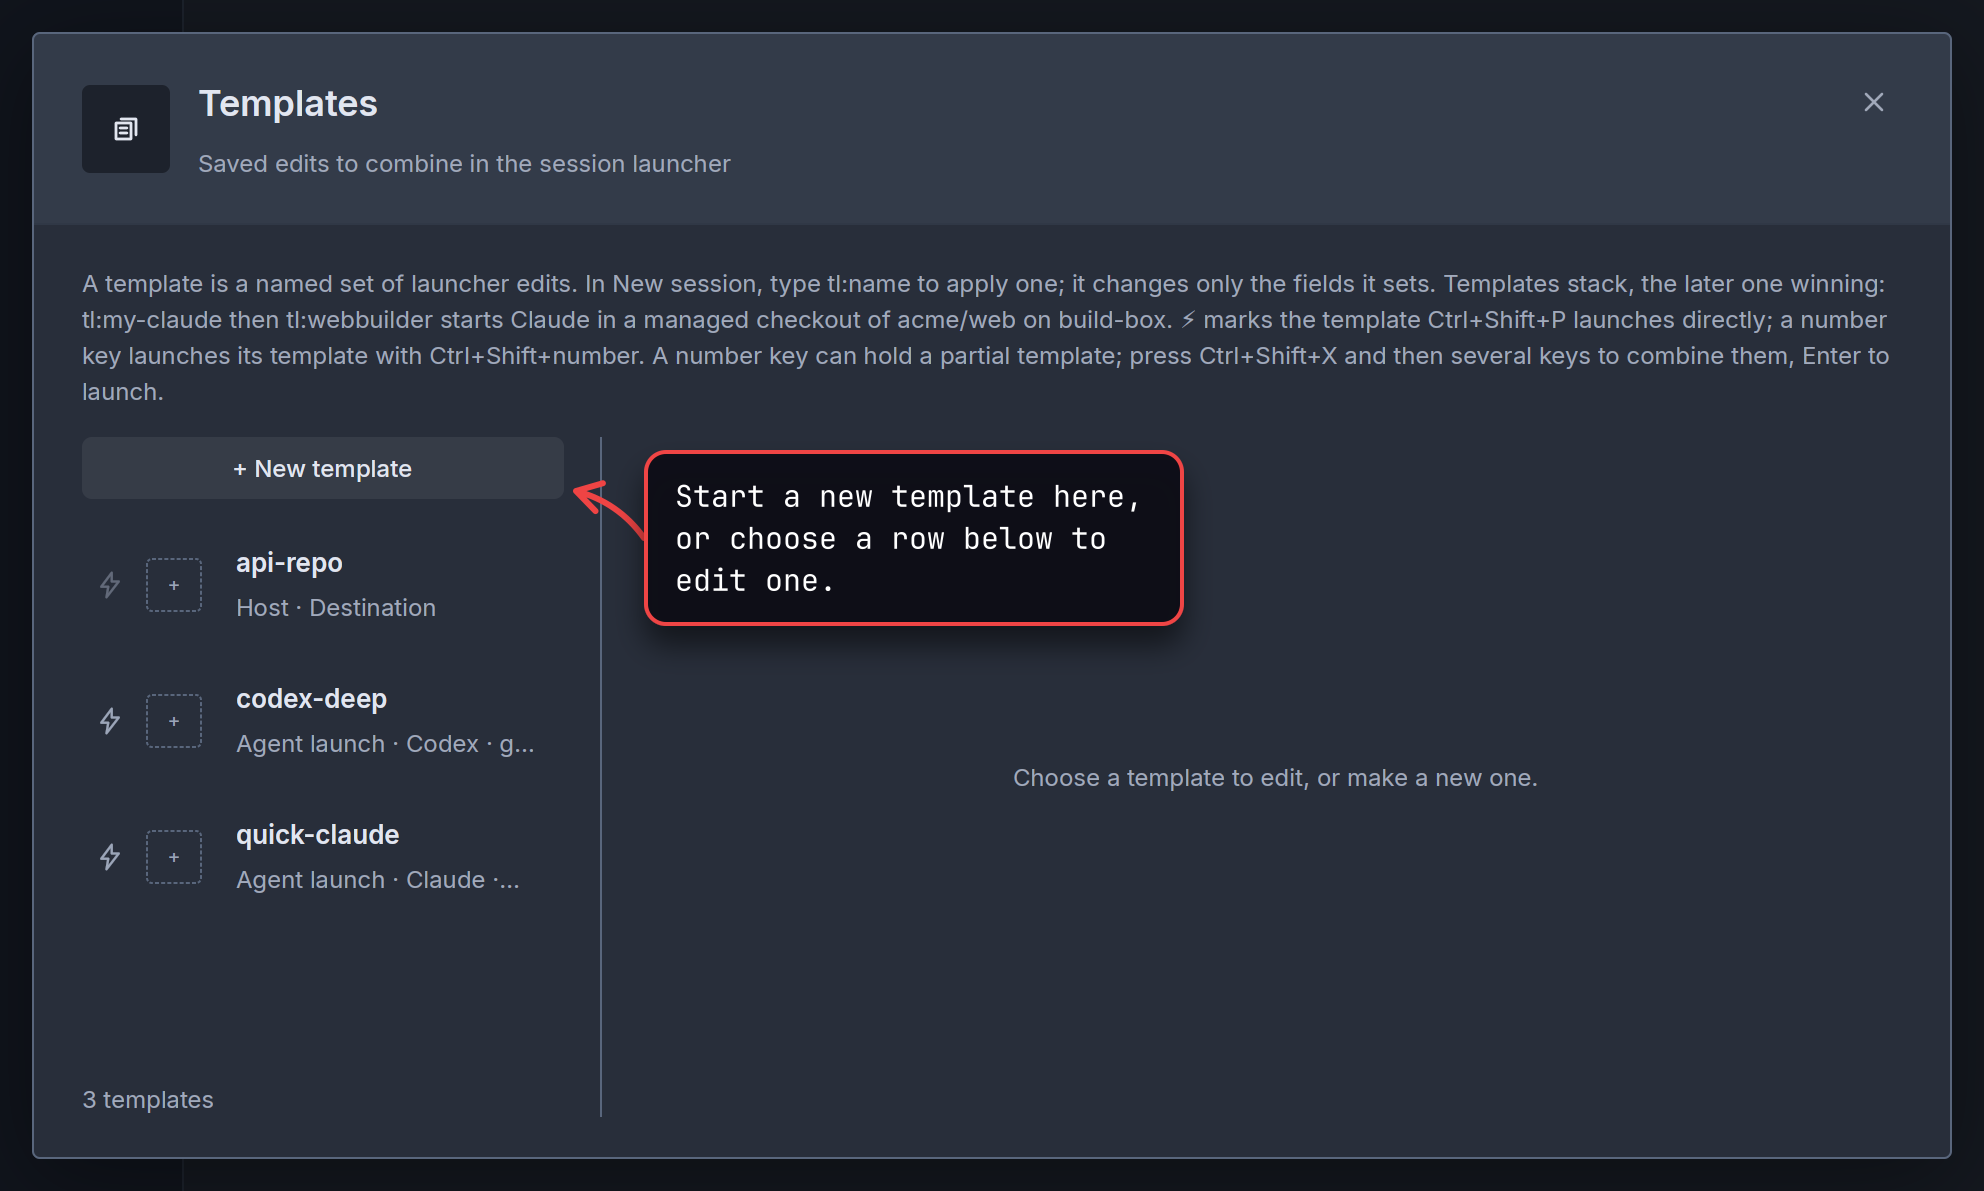 Templates
Saved edits to combine in the session launcher
A template is a named set of launcher edits. In New session, type tl:name to apply one; it changes only the fields it sets. Templates stack, the later one winning:
tl:my-claude then tl:webbuilder starts Claude in a managed checkout of acme/web on build-box. ⚡ marks the template Ctrl+Shift+P launches directly; a number
key launches its template with Ctrl+Shift+number. A number key can hold a partial template; press Ctrl+Shift+X and then several keys to combine them, Enter to
launch.
+ New template
Start a new template here,
or choose a row below to
edit one.
+
api-repo
Host · Destination
+
codex-deep
Agent launch · Codex · g...
+
quick-claude
Agent launch · Claude ·...
Choose a template to edit, or make a new one.
3 templates